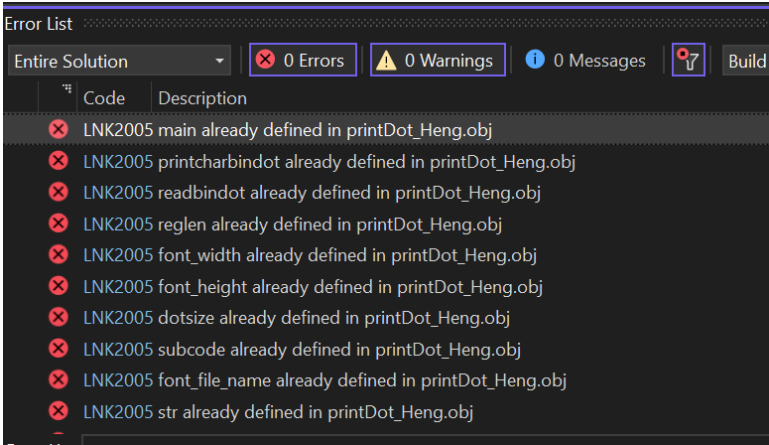 Error List
Entire Solution 0 Errors 0 Warnings 0 Messages Build
Code Description
LNK2005 main already defined in printDot_Heng.obj
LNK2005 printcharbindot already defined in printDot_Heng.obj
LNK2005 readbindot already defined in printDot_Heng.obj
LNK2005 reglen already defined in printDot_Heng.obj
LNK2005 font_width already defined in printDot_Heng.obj
LNK2005 font_height already defined in printDot_Heng.obj
LNK2005 dotsize already defined in printDot_Heng.obj
LNK2005 subcode already defined in printDot_Heng.obj
LNK2005 font_file_name already defined in printDot_Heng.obj
LNK2005 str already defined in printDot_Heng.obj